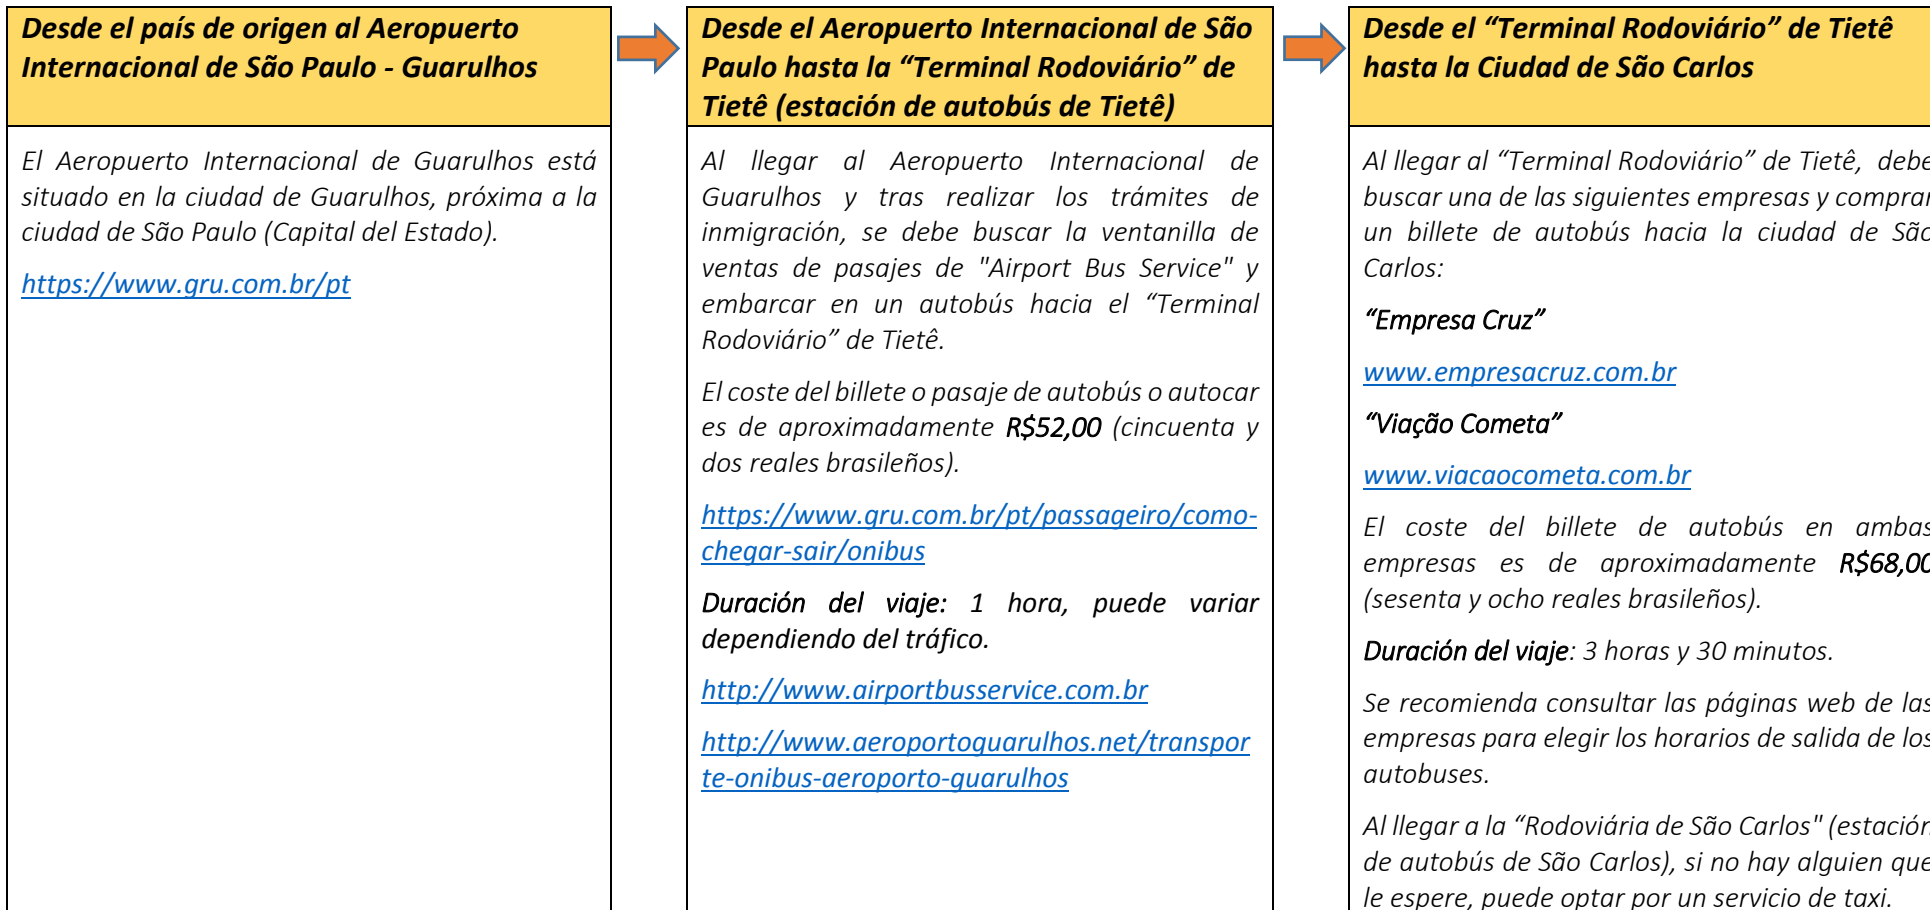 Desde el país de origen al Aeropuerto
Internacional de São Paulo - Guarulhos
El Aeropuerto Internacional de Guarulhos está
situado en la ciudad de Guarulhos, próxima a la
ciudad de São Paulo (Capital del Estado).
https://www.gru.com.br/pt
Desde el Aeropuerto Internacional de São
Paulo hasta la “Terminal Rodoviário” de
Tietê (estación de autobús de Tietê)
Al llegar al Aeropuerto Internacional de
Guarulhos y tras realizar los trámites de
inmigración, se debe buscar la ventanilla de
ventas de pasajes de "Airport Bus Service" y
embarcar en un autobús hacia el “Terminal
Rodoviário” de Tietê.
El coste del billete o pasaje de autobús o autocar
es de aproximadamente R$52,00 (cincuenta y
dos reales brasileños).
https://www.gru.com.br/pt/passageiro/como-
chegar-sair/onibus
Duración del viaje: 1 hora, puede variar
dependiendo del tráfico.
http://www.airportbusservice.com.br
http://www.aeroportoguarulhos.net/transpor
te-onibus-aeroporto-guarulhos
Desde el “Terminal Rodoviário” de Tietê
hasta la Ciudad de São Carlos
Al llegar al “Terminal Rodoviário” de Tietê, debe
buscar una de las siguientes empresas y comprar
un billete de autobús hacia la ciudad de São
Carlos:
“Empresa Cruz”
www.empresacruz.com.br
“Viação Cometa”
www.viacaocometa.com.br
El coste del billete de autobús en ambas
empresas es de aproximadamente R$68,00
(sesenta y ocho reales brasileños).
Duración del viaje: 3 horas y 30 minutos.
Se recomienda consultar las páginas web de las
empresas para elegir los horarios de salida de los
autobuses.
Al llegar a la “Rodoviária de São Carlos" (estación
de autobús de São Carlos), si no hay alguien que
le espere, puede optar por un servicio de taxi.